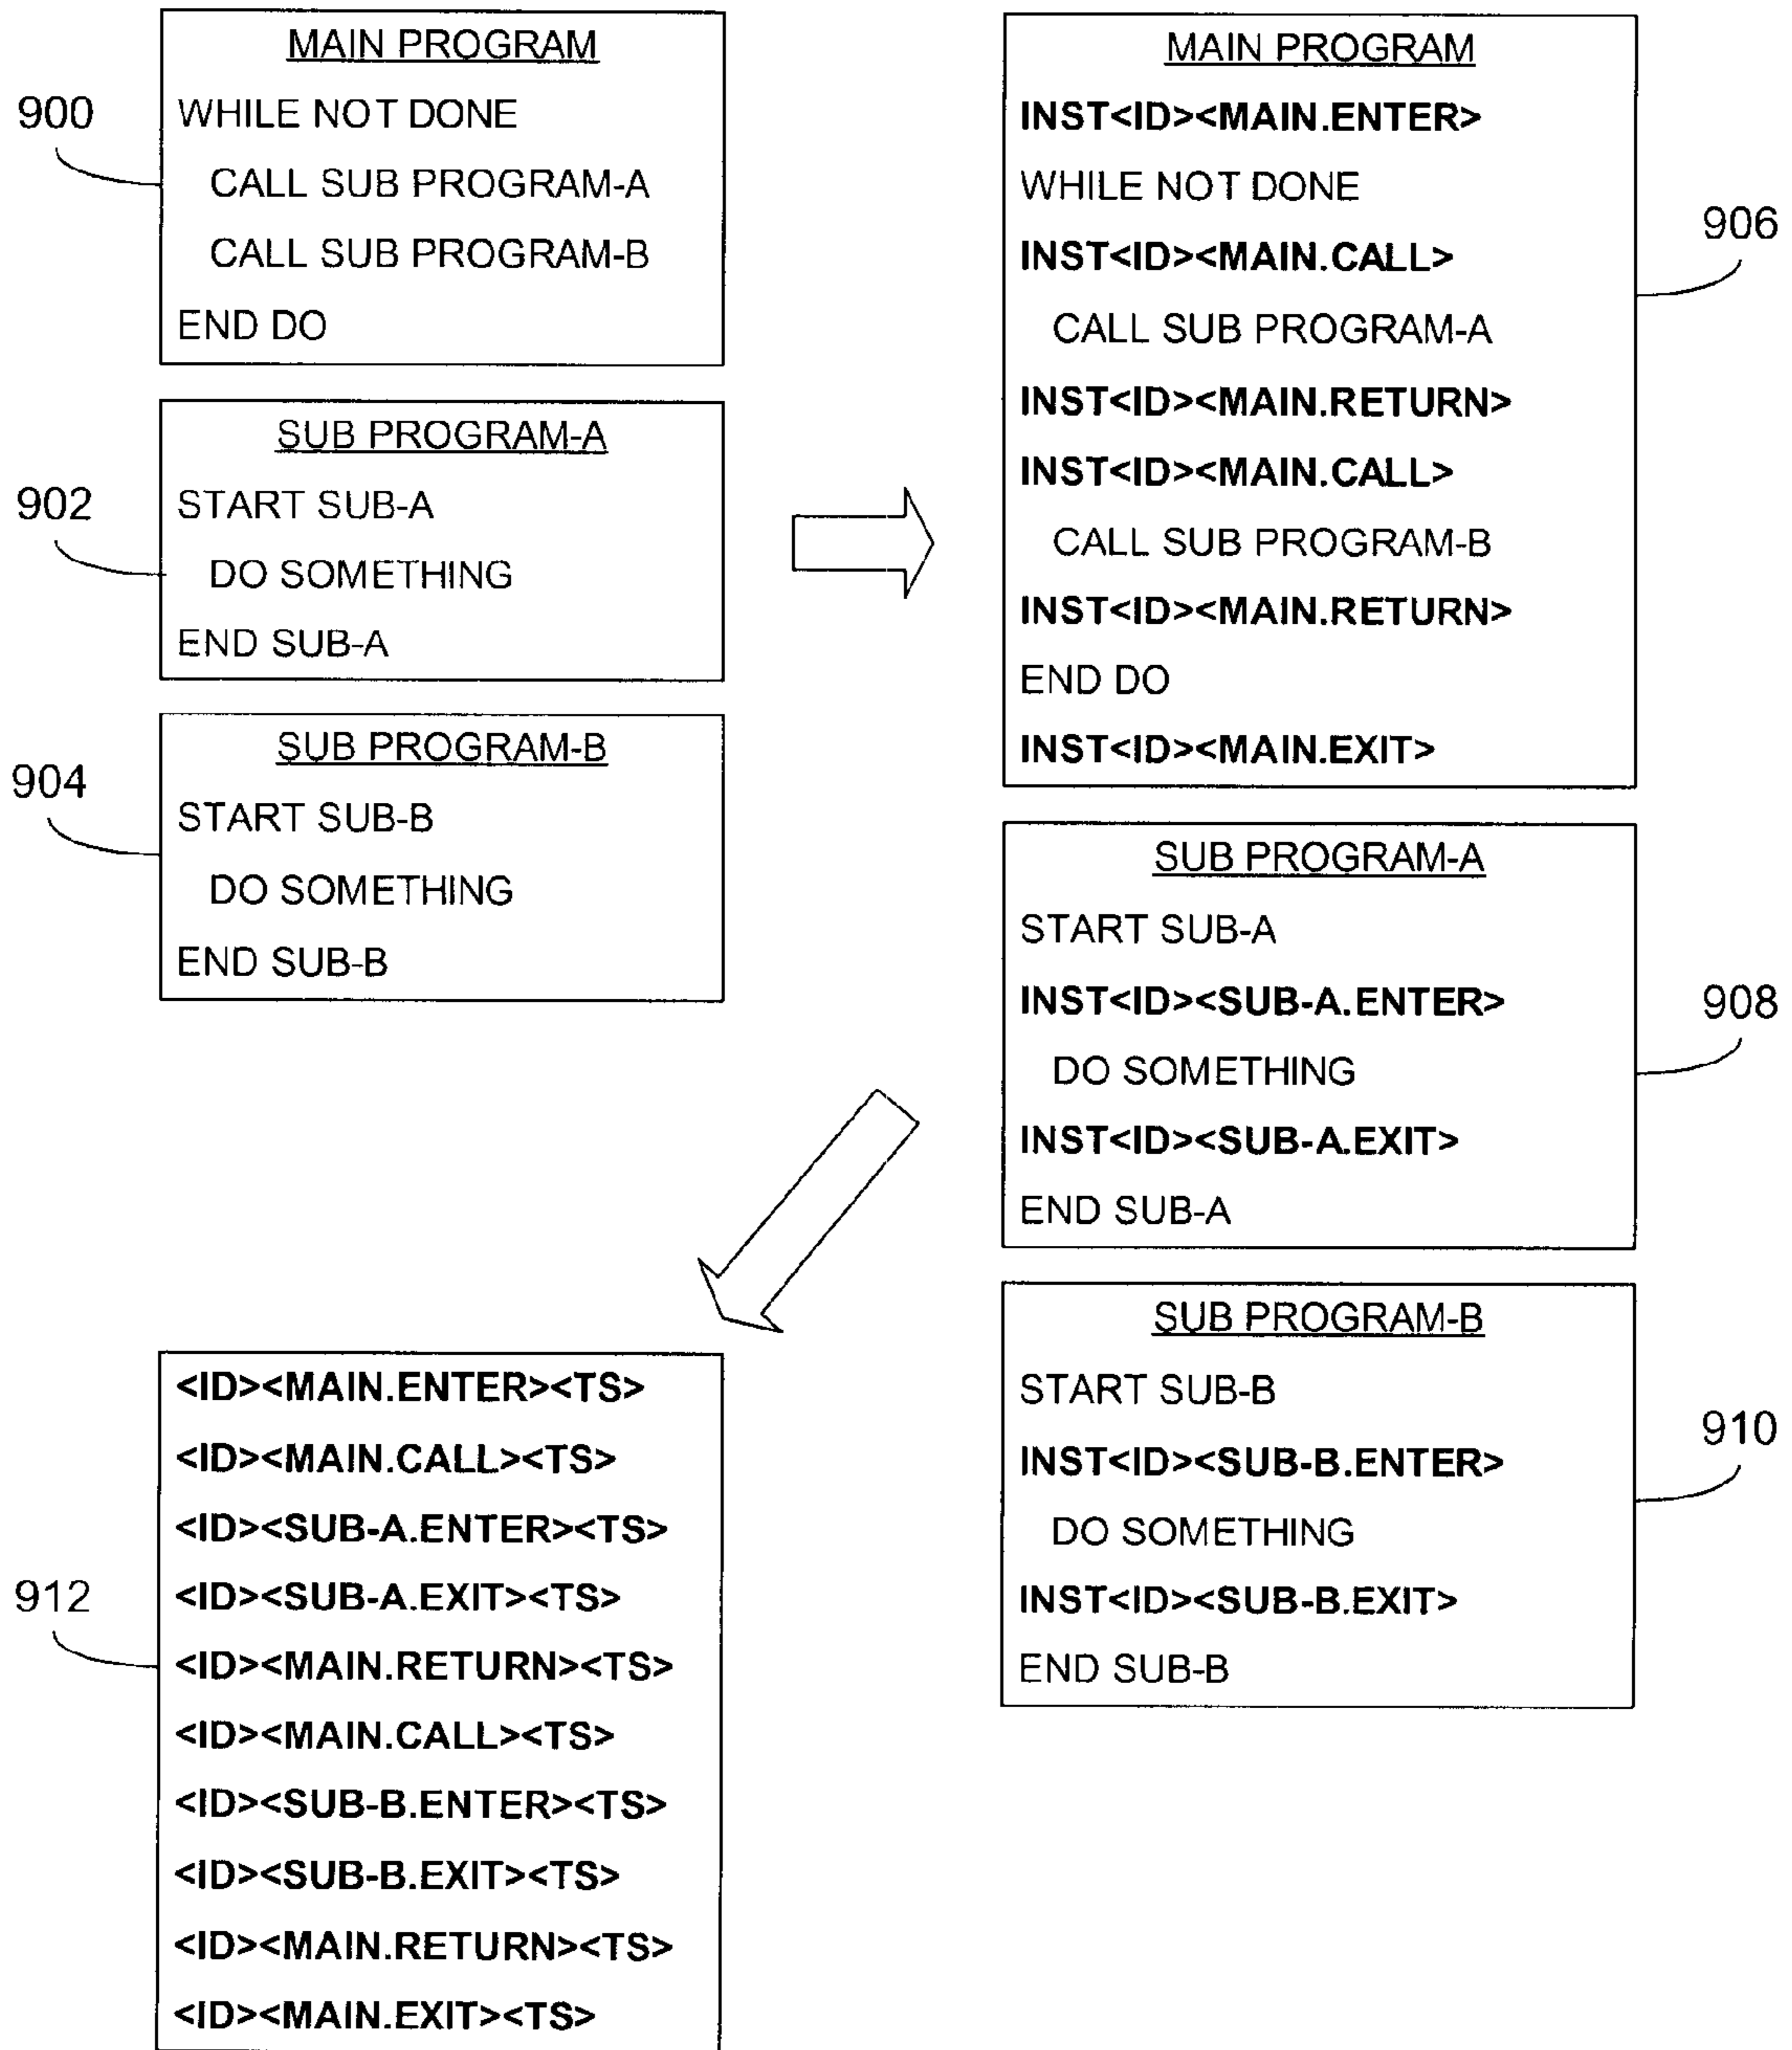 MAIN PROGRAM
900
WHILE NOT DONE
CALL SUB PROGRAM-A
CALL SUB PROGRAM-B
END DO
SUB PROGRAM-A
902
START SUB-A
DO SOMETHING
END SUB-A
SUB PROGRAM-B
904
START SUB-B
DO SOMETHING
END SUB-B
MAIN PROGRAM
INST<ID><MAIN.ENTER>
WHILE NOT DONE
906
INST<ID><MAIN.CALL>
CALL SUB PROGRAM-A
INST<ID><MAIN.RETURN>
INST<ID><MAIN.CALL>
CALL SUB PROGRAM-B
INST<ID><MAIN.RETURN>
END DO
INST<ID><MAIN.EXIT>
SUB PROGRAM-A
START SUB-A
INST<ID><SUB-A.ENTER>
908
DO SOMETHING
INST<ID><SUB-A.EXIT>
END SUB-A
SUB PROGRAM-B
START SUB-B
910
INST<ID><SUB-B.ENTER>
DO SOMETHING
INST<ID><SUB-B.EXIT>
END SUB-B
<ID><MAIN.ENTER><TS>
<ID><MAIN.CALL><TS>
<ID><SUB-A.ENTER><TS>
912
<ID><SUB-A.EXIT><TS>
<ID><MAIN.RETURN><TS>
<ID><MAIN.CALL><TS>
<ID><SUB-B.ENTER><TS>
<ID><SUB-B.EXIT><TS>
<ID><MAIN.RETURN><TS>
<ID><MAIN.EXIT><TS>